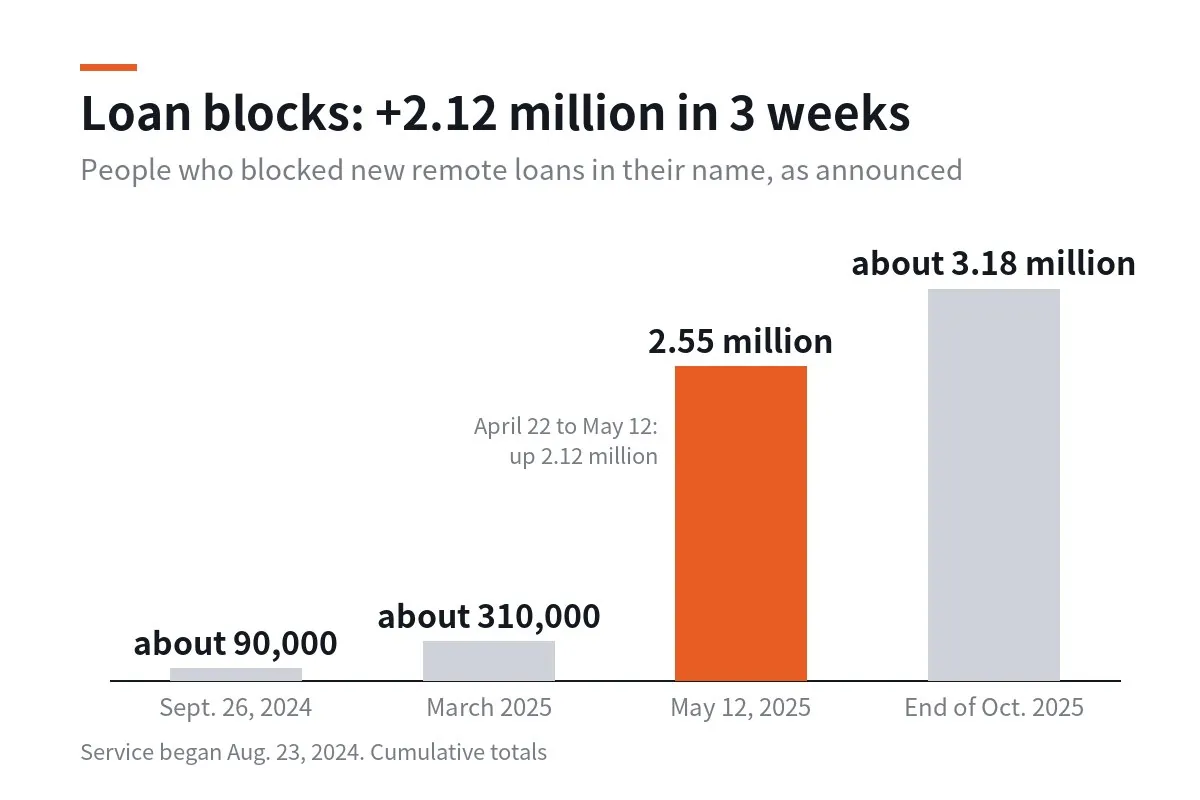 Loan blocks: +2.12 million in 3 weeks
People who blocked new remote loans in their name, as announced
about 3.18 million
2.55 million
April 22 to May 12:
up 2.12 million
about 310,000
about 90,000
Sept. 26, 2024
March 2025
May 12, 2025
End of Oct. 2025
Service began Aug. 23, 2024. Cumulative totals